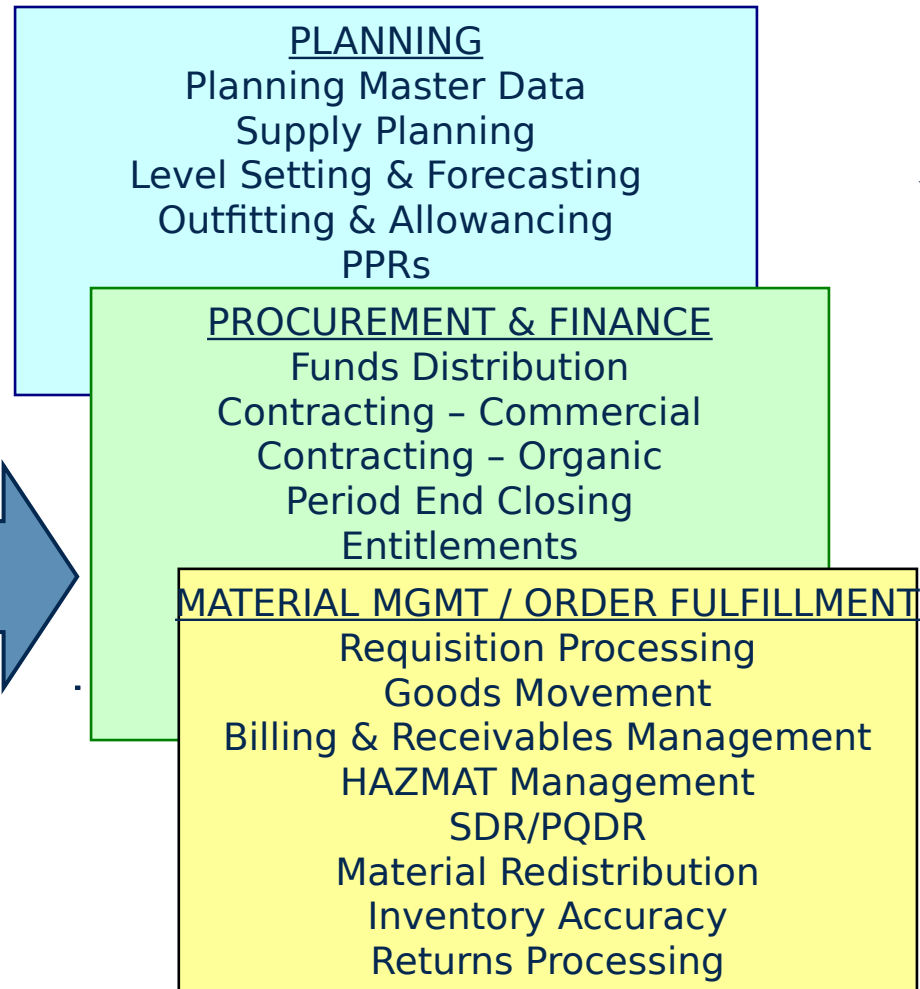 PLANNING
Planning Master Data
Supply Planning
Level Setting & Forecasting
Outfitting & Allowancing
PPRs
PROCUREMENT & FINANCE
Funds Distribution
Contracting – Commercial
Contracting – Organic
Period End Closing
Entitlements
MATERIAL MGMT / ORDER FULFILLMENT
Requisition Processing
Goods Movement
Billing & Receivables Management
HAZMAT Management
SDR/PQDR
Material Redistribution
Inventory Accuracy
Returns Processing